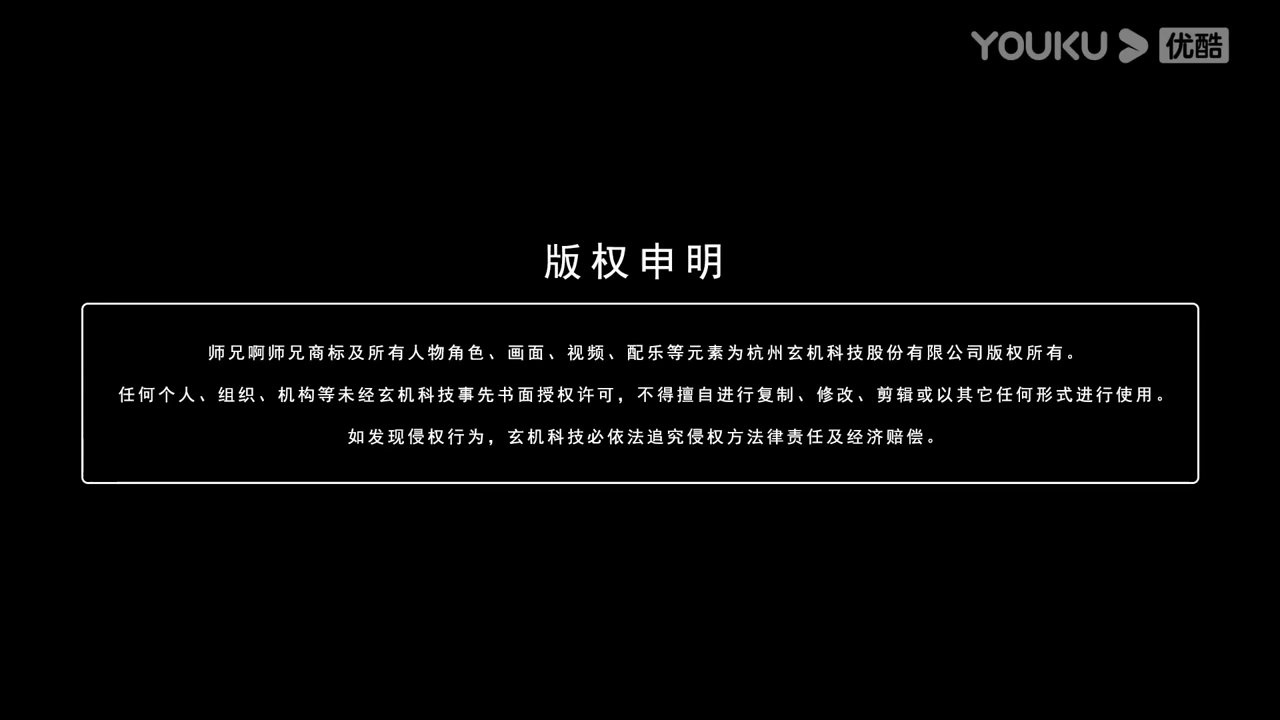 YOUKU 优酷
版权申明
师兄啊师兄商标及所有人物角色、画面、视频、配乐等元素为杭州玄机科技股份有限公司版权所有。
任何个人、组织、机构等未经玄机科技事先书面授权许可，不得擅自进行复制、修改、剪辑或以其它任何形式进行使用。
如发现侵权行为，玄机科技必依法追究侵权方法律责任及经济赔偿。